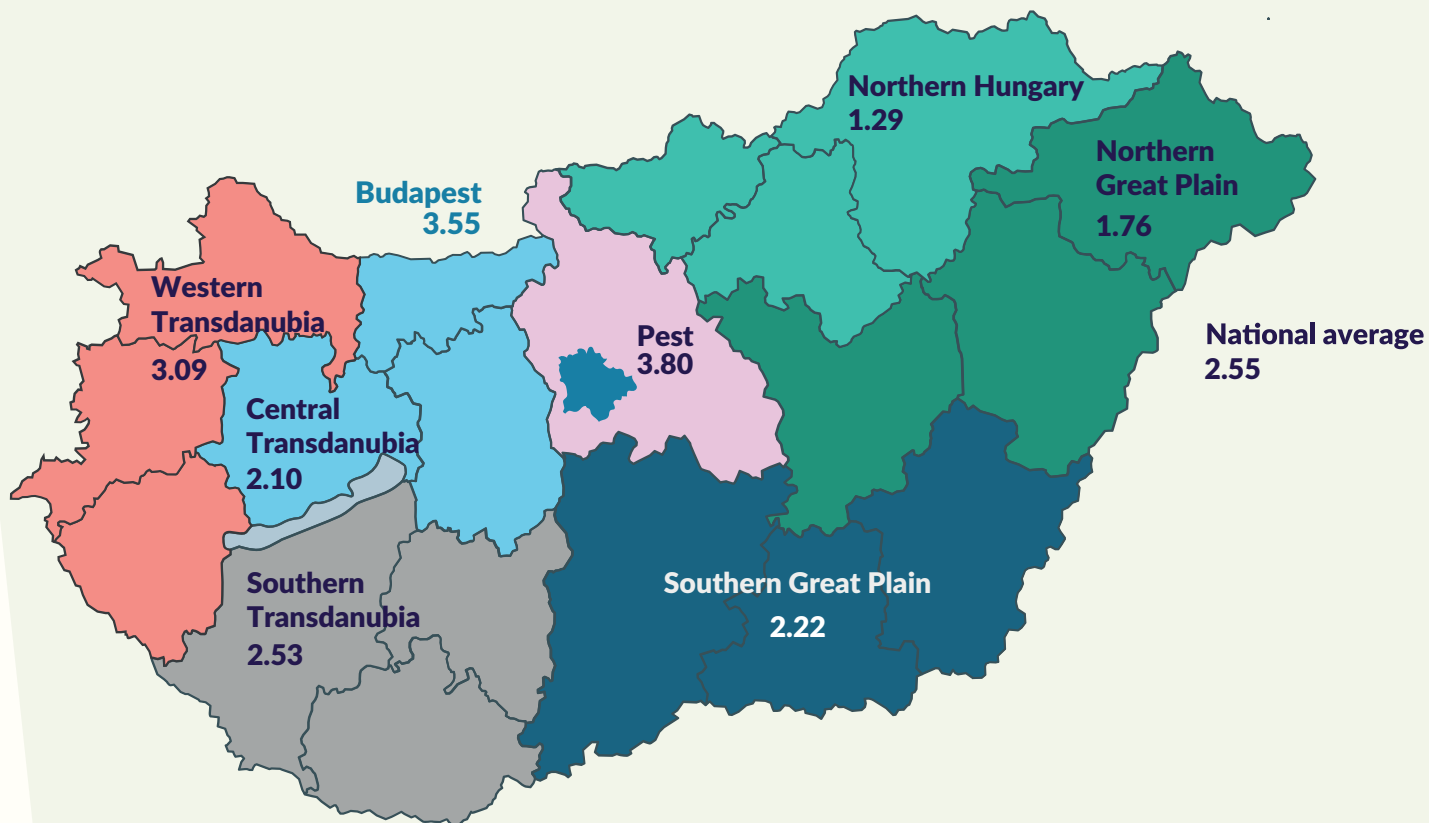 Northern Hungary
1.29
Northern
Great Plain
1.76
Budapest
3.55
Western
Transdanubia
3.09
Pest
3.80
National average
2.55
Central
Transdanubia
2.10
Southern
Transdanubia
2.53
Southern Great Plain
2.22